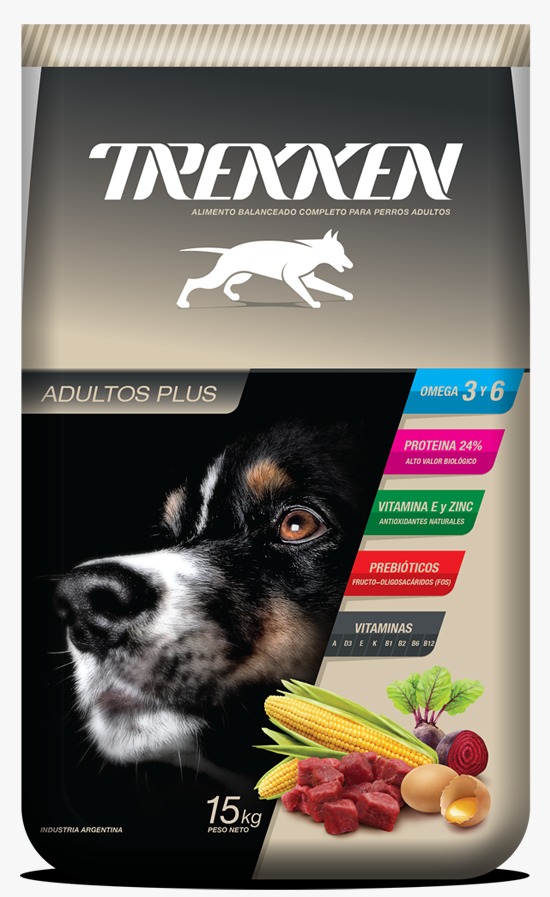 TREKKEN
ALIMENTO BALANCEADO COMPLETO PARA PERROS ADULTOS
ADULTOS PLUS
OMEGA 3 Y 6
PROTEINA 24%
ALTO VALOR BIOLÓGICO
VITAMINA E y ZINC
ANTIOXIDANTES NATURALES
PREBIÓTICOS
FRUCTO-OLIGOSACÁRIDOS (FOS)
VITAMINAS
A D3 E K B1 B2 B6 B12
15kg
PESO NETO
INDUSTRIA ARGENTINA